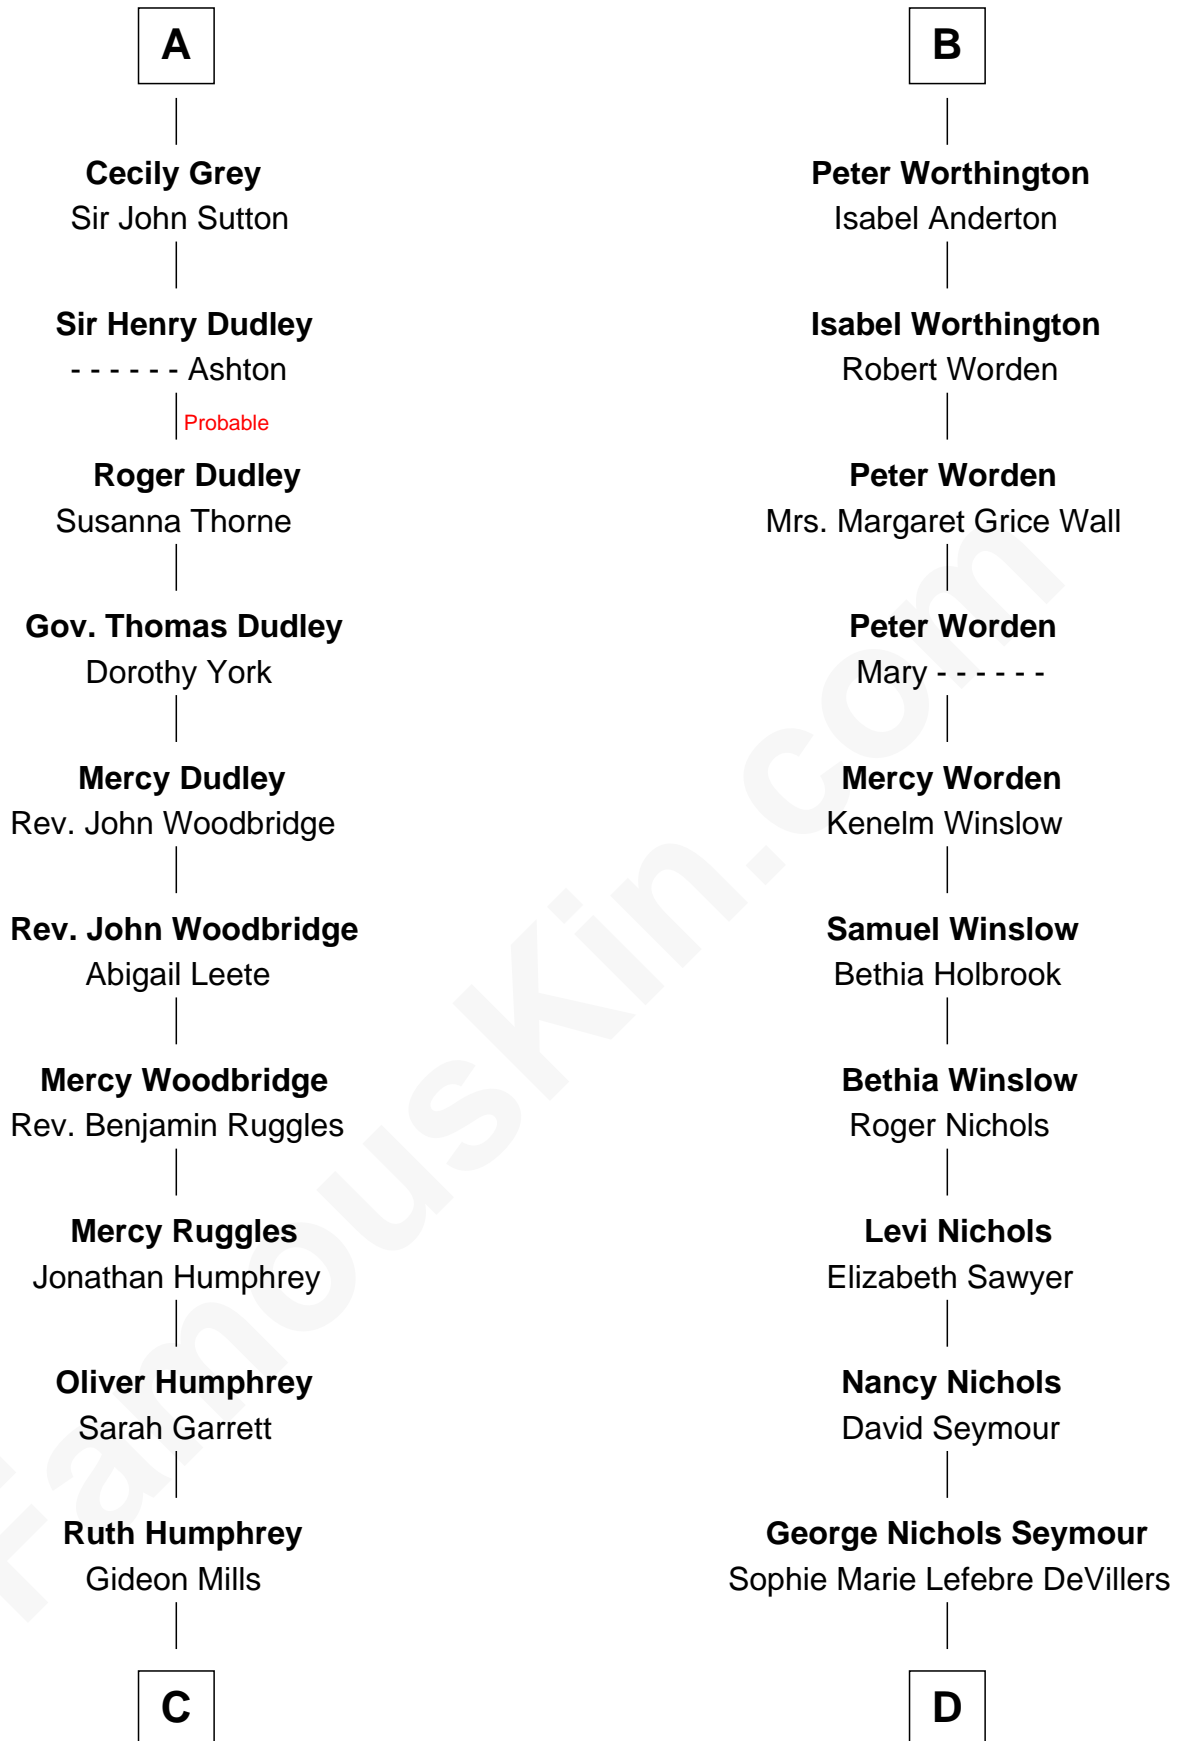 A
Cecily Grey
Sir John Sutton
Sir Henry Dudley
- - - - - - Ashton
Probable
Roger Dudley
Susanna Thorne
Gov. Thomas Dudley
Dorothy York
Mercy Dudley
Rev. John Woodbridge
Rev. John Woodbridge
Abigail Leete
Mercy Woodbridge
Rev. Benjamin Ruggles
Mercy Ruggles
Jonathan Humphrey
Oliver Humphrey
Sarah Garrett
Ruth Humphrey
Gideon Mills
C
B
Peter Worthington
Isabel Anderton
Isabel Worthington
Robert Worden
Peter Worden
Mrs. Margaret Grice Wall
Peter Worden
Mary - - - - - -
Mercy Worden
Kenelm Winslow
Samuel Winslow
Bethia Holbrook
Bethia Winslow
Roger Nichols
Levi Nichols
Elizabeth Sawyer
Nancy Nichols
David Seymour
George Nichols Seymour
Sophie Marie Lefebre DeVillers
D
FamousKin.com